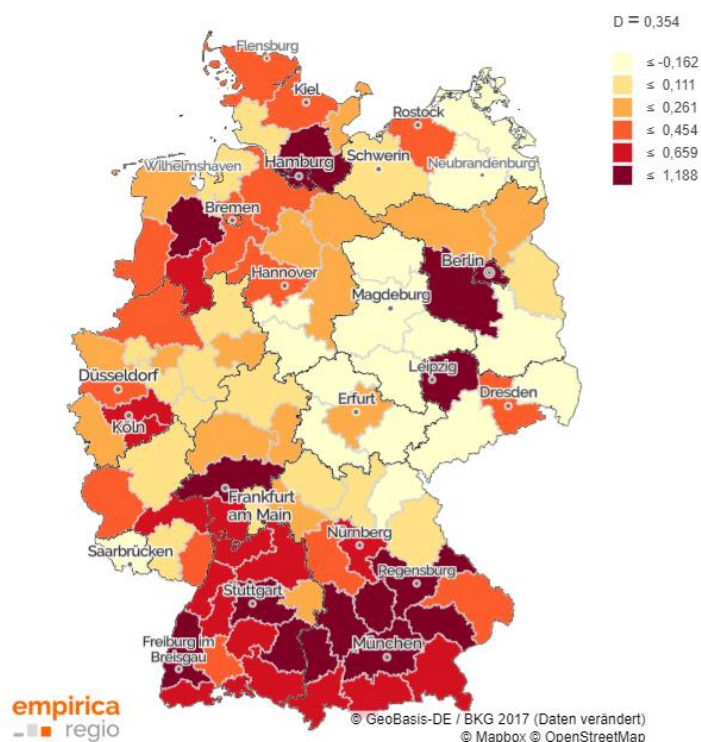 D = 0,354
≤ -0,162
≤ 0,111
≤ 0,261
≤ 0,454
≤ 0,659
≤ 1,188
Flensburg
Kiel
Rostock
Hamburg
Schwerin
Neubrandenburg
Wilhelmshaven
Bremen
Berlin
Hannover
Magdeburg
Düsseldorf
Leipzig
Köln
Erfurt
Dresden
Frankfurt
am Main
Saarbrücken
Nürnberg
Regensburg
Stuttgart
Freiburg im
Breisgau
München
empirica
regio
© GeoBasis-DE / BKG 2017 (Daten verändert)
© Mapbox © OpenStreetMap